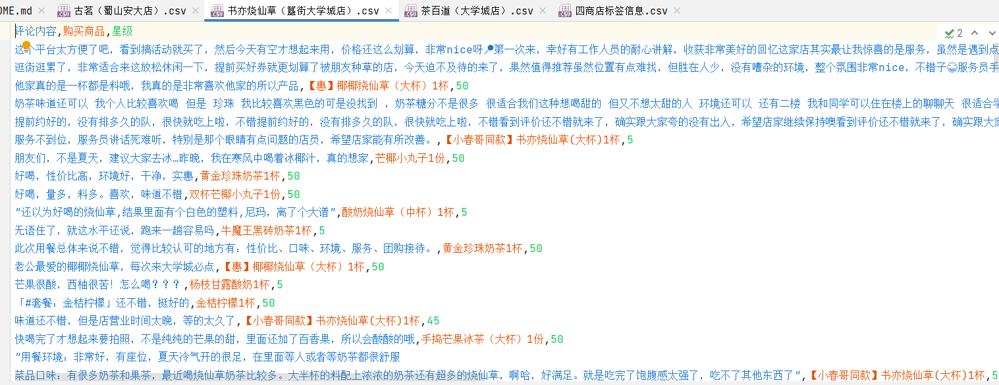 OME.md
古茗（蜀山安大店）.csv
书亦烧仙草（簋街大学城店）.csv
茶百道（大学城店）.csv
四商店标签信息.csv
评论内容,购买商品,星级
2
这个平台太方便了吧，看到搞活动就买了，然后今天有空才想起来用，价格还这么划算，非常nice呀🎤第一次来，幸好有工作人员的耐心讲解，收获非常美好的回忆这家店其实最让我惊喜的是服务，虽然是遇到点
逛街逛累了，非常适合来这放松休闲一下，提前买好券就更划算了被朋友种草的店，今天迫不及待的来了，果然值得推荐虽然位置有点难找，但胜在人少，没有嘈杂的环境，整个氛围非常nice，不错子😁服务员手
他家真的是一杯都是料哦，我真的是非常喜欢他家的所以产品,【惠】椰椰烧仙草（大杯）1杯,50
奶茶味道还可以 我个人比较喜欢喝 但是 珍珠 我比较喜欢黑色的可是没找到 ，奶茶糖分不是很多 很适合我们这种想喝甜的 但又不想太甜的人 环境还可以 还有二楼 我和同学可以住在楼上的聊聊天 很适合学
提前约好的，没有排多久的队，很快就吃上啦，不错提前约好的，没有排多久的队，很快就吃上啦，不错看到评价还不错就来了，确实跟大家夸的没有出入，希望店家继续保持噢看到评价还不错就来了，确实跟大家
服务不到位，服务员讲话死难听，特别是那个眼睛有点问题的店员，希望店家能有所改善。,【小春哥同款】书亦烧仙草(大杯)1杯,5
朋友们，不是夏天，建议大家去冰…昨晚，我在寒风中喝着冰椰汁，真的想家,芒椰小丸子1份,50
好喝，性价比高，环境好，干净，实惠,黄金珍珠奶茶1杯,50
好喝，量多，料多。喜欢，味道不错,双杯芒椰小丸子1份,50
"还以为好喝的烧仙草,结果里面有个白色的塑料,尼玛，离了个大谱",酸奶烧仙草（中杯）1杯,5
无语住了，就这水平还说，跑来一趟容易吗,牛魔王黑砖奶茶1杯,5
此次用餐总体来说不错，觉得比较认可的地方有：性价比、口味、环境、服务、团购接待。,黄金珍珠奶茶1杯,50
老公最爱的椰椰烧仙草，每次来大学城必点,【惠】椰椰烧仙草（大杯）1杯,50
芒果很酸，西柚很苦！怎么喝？？？,杨枝甘露酸奶1杯,5
「#套餐：金桔柠檬」还不错，挺好的,金桔柠檬1杯,50
味道还不错，但是店营业时间太晚，等的太久了,【小春哥同款】书亦烧仙草(大杯)1杯,45
快喝完了才想起来要拍照，不是纯纯的芒果的甜，里面还加了百香果，所以会酸酸的哦,手捣芒果冰茶（大杯）1份,50
"用餐环境：非常好，有座位，夏天冷气开的很足，在里面等人或者等奶茶都很舒服
菜品口味：有很多奶茶和果茶，最近喝烧仙草奶茶比较多。大半杯的料配上浓浓的奶茶还有超多的烧仙草，啊哈，好满足。就是吃完了饱腹感太强了，吃不了其他东西了",【小春哥同款】书亦烧仙草(大杯)1杯,5